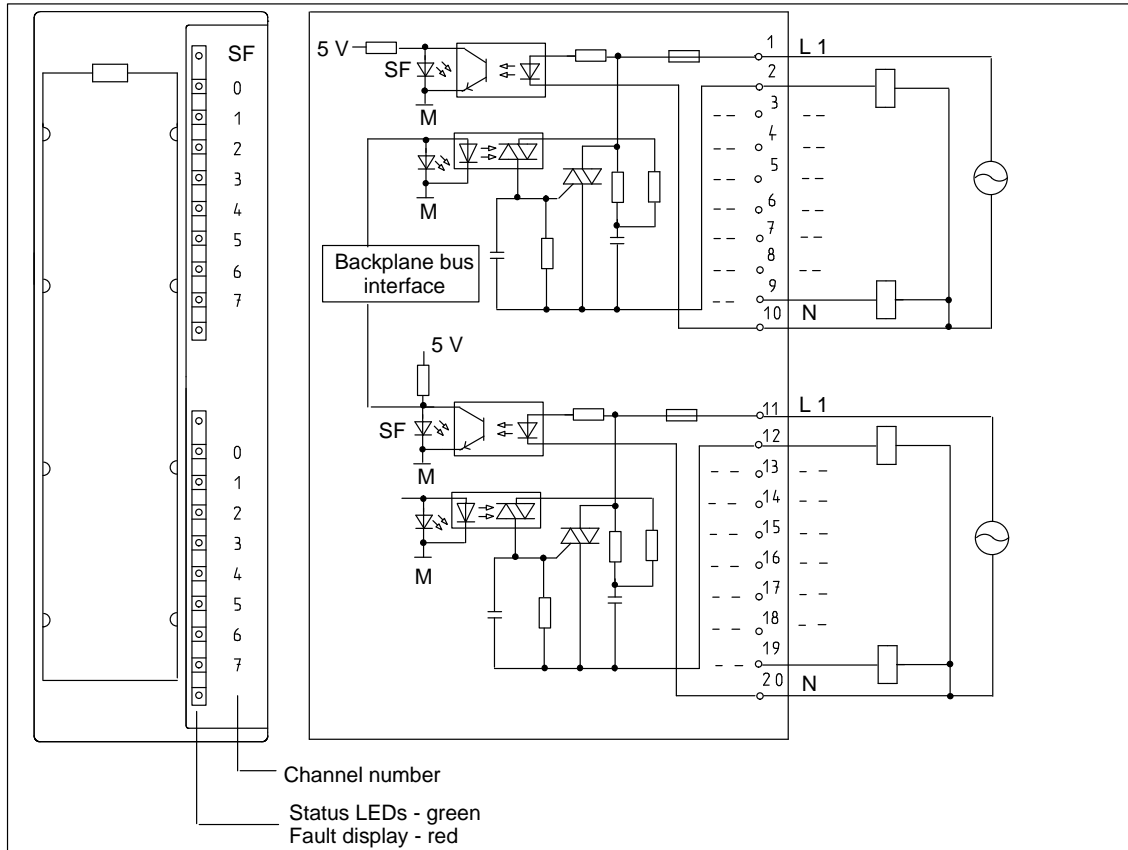 SF
0
1
2
3
4
5
6
7
0
1
2
3
4
5
6
7
Channel number
Status LEDs - green
Fault display - red
5 V
SF
M
M
Backplane bus
interface
5 V
SF
M
M
1 L 1
2
3
4
5
6
7
8
9
10 N
11 L 1
12
13
14
15
16
17
18
19
20 N